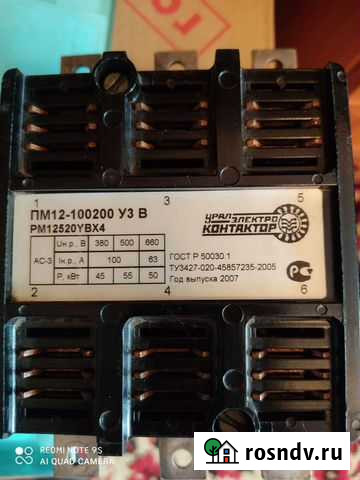 1 3 5
ПМ12-100200 У3 В
PM12520YBX4
УРАЛЭЛЕКТРО
КОНТАКТОР
Uн.р., В 380 500 660
АС-3 Iн.р., А 100 63
P, кВт 45 55 50
ГОСТ Р 50030.1
ТУ3427-020-45857235-2005
Год выпуска 2007
2 4 6
REDMI NOTE 9S
AI QUAD CAMERA
rosndv.ru